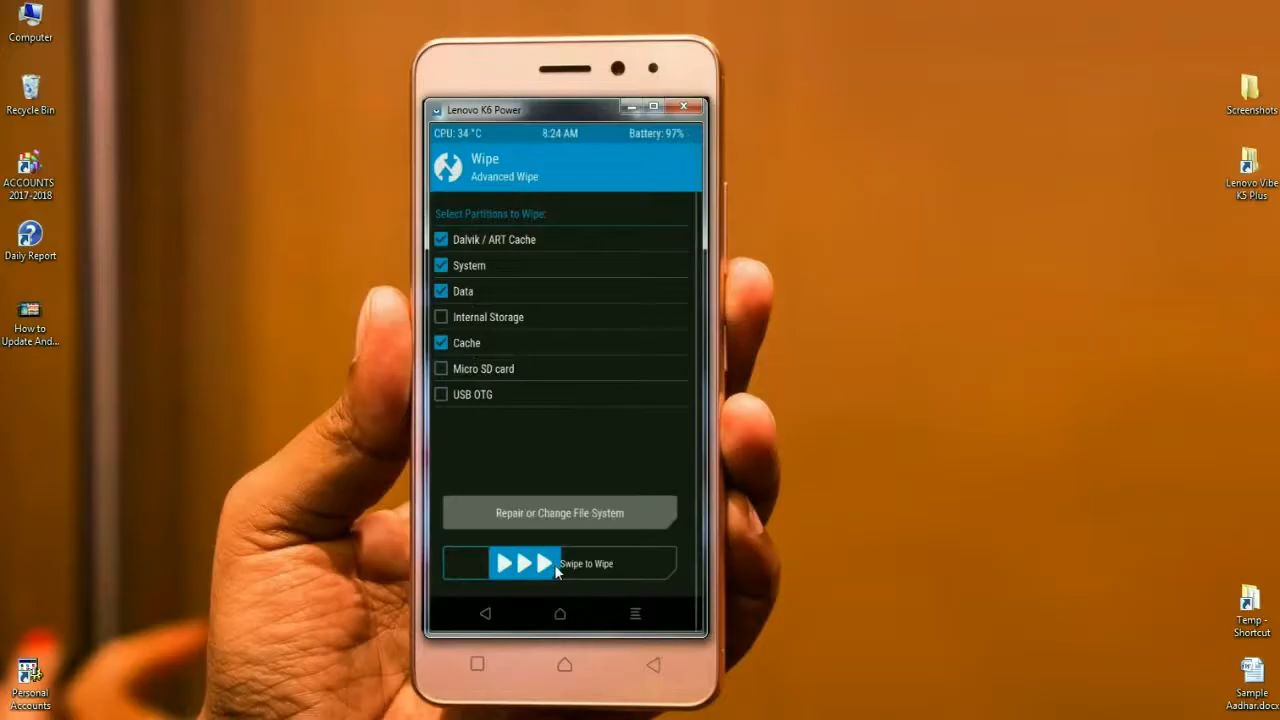 Computer
Recycle Bin
ACCOUNTS
2017-2018
Daily Report
How to
Update And...
Personal
Accounts
Lenovo K6 Power
CPU: 34 °C 8:24 AM Battery: 97%
Wipe
Advanced Wipe
Select Partitions to Wipe:
Dalvik / ART Cache
System
Data
Internal Storage
Cache
Micro SD card
USB OTG
Repair or Change File System
Swipe to Wipe
Screenshots
Lenovo Vibe
K5 Plus
Temp -
Shortcut
Sample
Aadhar.docx